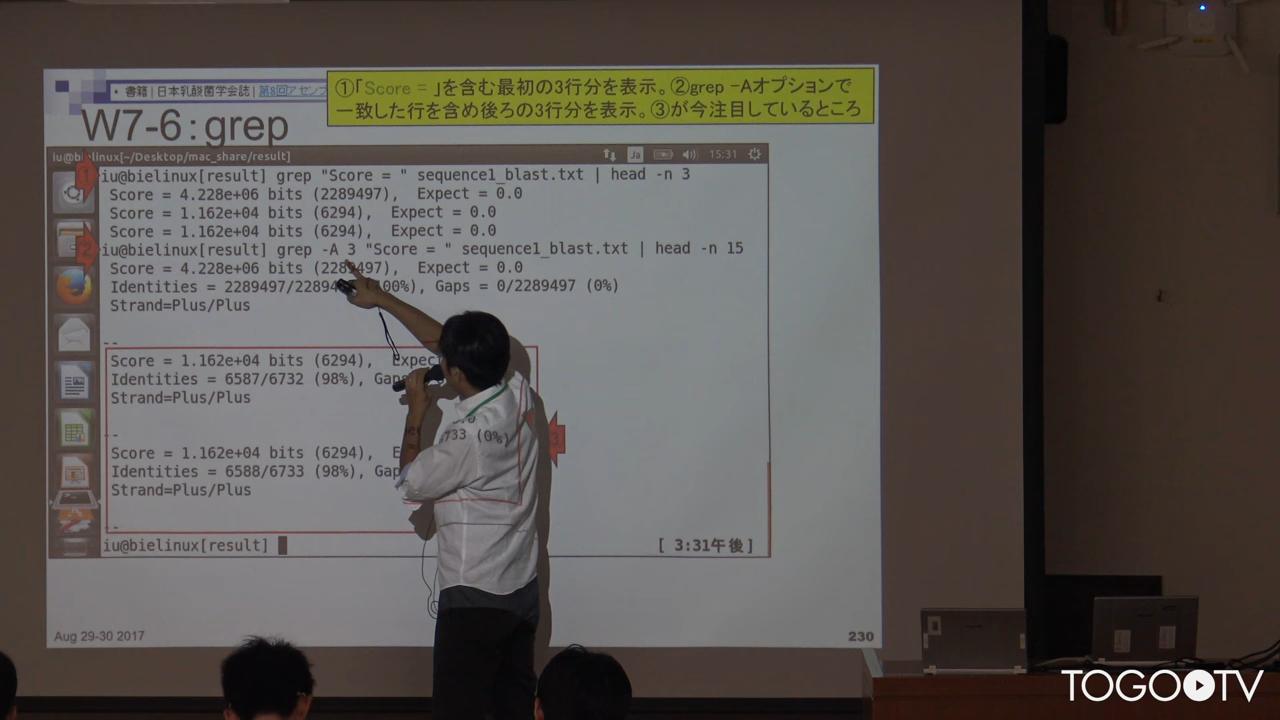 ・書籍 | 日本乳酸菌学会誌 | 第8回アセンブ
①「Score = 」を含む最初の3行分を表示。②grep -Aオプションで
一致した行を含め後ろの3行分を表示。③が今注目しているところ
W7-6:grep
iu@bielinux[~/Desktop/mac_share/result]
Ja 15:31
1
iu@bielinux[result] grep "Score = " sequence1_blast.txt | head -n 3
Score = 4.228e+06 bits (2289497), Expect = 0.0
Score = 1.162e+04 bits (6294), Expect = 0.0
Score = 1.162e+04 bits (6294), Expect = 0.0
2
iu@bielinux[result] grep -A 3 "Score = " sequence1_blast.txt | head -n 15
Score = 4.228e+06 bits (2289497), Expect = 0.0
Identities = 2289497/22894 (100%), Gaps = 0/2289497 (0%)
Strand=Plus/Plus
--
Score = 1.162e+04 bits (6294), Expec
Identities = 6587/6732 (98%), Gap
Strand=Plus/Plus
733 (0%)
3
--
Score = 1.162e+04 bits (6294), E
Identities = 6588/6733 (98%), Gap
Strand=Plus/Plus
--
iu@bielinux[result]
[ 3:31午後]
Aug 29-30 2017
230
TOGO TV